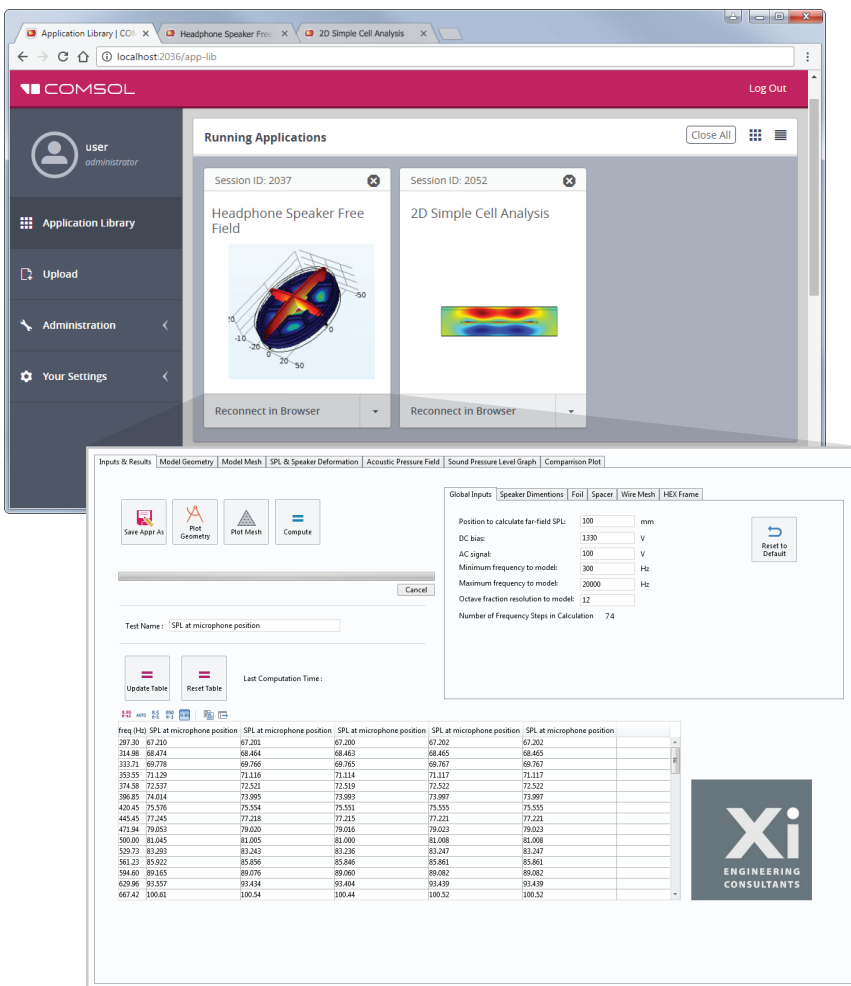 Application Library | CO
Headphone Speaker Free
2D Simple Cell Analysis
localhost:2036/app-lib
COMSOL
Log Out
user
administrator
Running Applications
Close All
Session ID: 2037
Session ID: 2052
Headphone Speaker Free
Field
2D Simple Cell Analysis
-50
10
0
-10
-20
0
20
50
Application Library
Upload
Administration
Your Settings
Reconnect in Browser
Reconnect in Browser
Inputs & Results Model Geometry Model Mesh SPL & Speaker Deformation Acoustic Pressure Field Sound Pressure Level Graph Comparrison Plot
Global Inputs Speaker Dimentions Foil Spacer Wire Mesh HEX Frame
Save Appr As
Plot
Geometry
Plot Mesh
Compute
Position to calculate far-field SPL: 100 mm
DC bias: 1330 V
AC signal: 100 V
Minimum frequency to model: 300 Hz
Maximum frequency to model: 20000 Hz
Octave fraction resolution to model: 12
Number of Frequency Steps in Calculation 74
Reset to
Default
Cancel
Test Name: SPL at microphone position
Update Table
Reset Table
Last Computation Time:
AUTO
freq (Hz) SPL at microphone position SPL at microphone position SPL at microphone position SPL at microphone position SPL at microphone position
297.30 67.210 67.201 67.200 67.202 67.202
314.98 68.474 68.464 68.463 68.465 68.465
333.71 69.778 69.766 69.765 69.767 69.767
353.55 71.129 71.116 71.114 71.117 71.117
374.58 72.537 72.521 72.519 72.522 72.522
396.85 74.014 73.995 73.993 73.997 73.997
420.45 75.576 75.554 75.551 75.555 75.555
445.45 77.245 77.218 77.215 77.221 77.221
471.94 79.053 79.020 79.016 79.023 79.023
500.00 81.045 81.005 81.000 81.008 81.008
529.73 83.293 83.243 83.236 83.247 83.247
561.23 85.922 85.856 85.846 85.861 85.861
594.60 89.165 89.076 89.060 89.082 89.082
629.96 93.557 93.434 93.404 93.439 93.439
667.42 100.61 100.54 100.44 100.52 100.52
Xi
ENGINEERING
CONSULTANTS